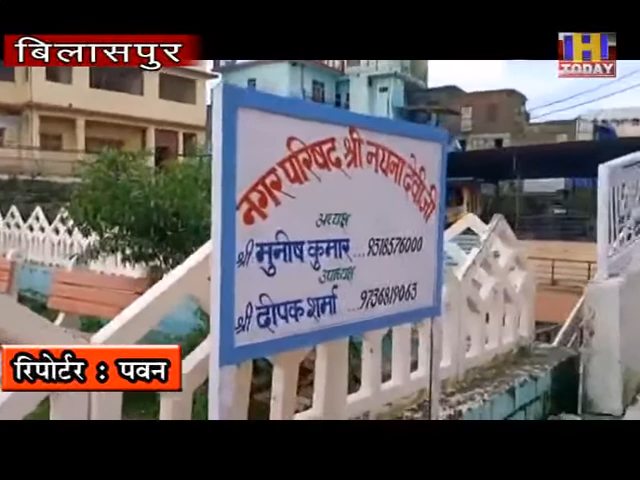 बिलासपुर
H
TODAY
नगर परिषद् श्री नयना देवी जी
अध्यक्ष
श्री मुनीष कुमार...9318576000
उपाध्यक्ष
श्री दीपक शर्मा ...9736819063
रिपोर्टर : पवन